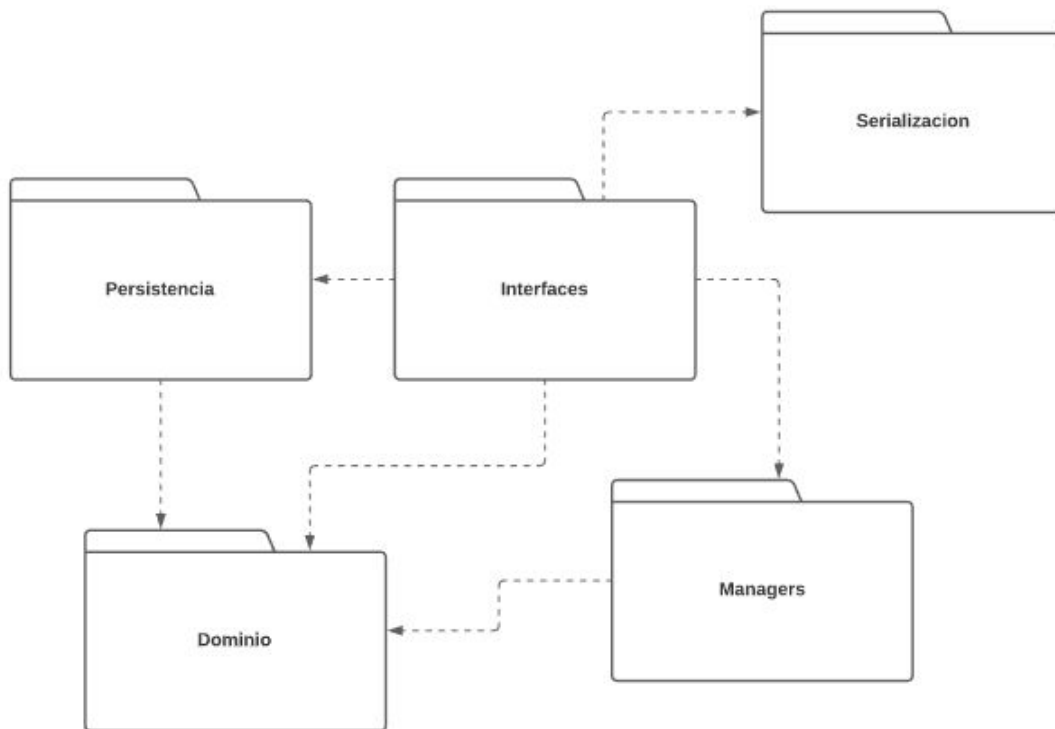 Serializacion
Persistencia
Interfaces
Managers
Dominio